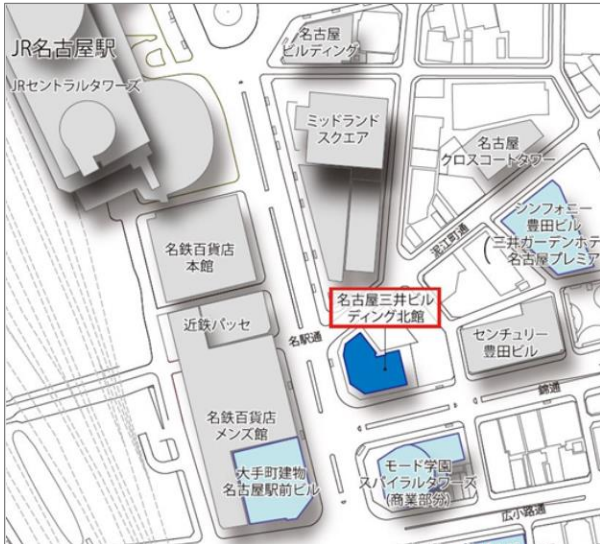 JR名古屋駅
JRセントラルタワーズ
名古屋
ビルディング
ミッドランド
スクエア
名古屋
クロスコートタワー
シンフォニー
豊田ビル
(三井ガーデンホテ
名古屋プレミア
泥江町通
名鉄百貨店
本館
名古屋三井ビル
ディング北館
近鉄パッセ
名駅通
センチュリー
豊田ビル
錦通
名鉄百貨店
メンズ館
大手町建物
名古屋駅前ビル
モード学園
スパイラルタワーズ
(商業部分)
広小路通